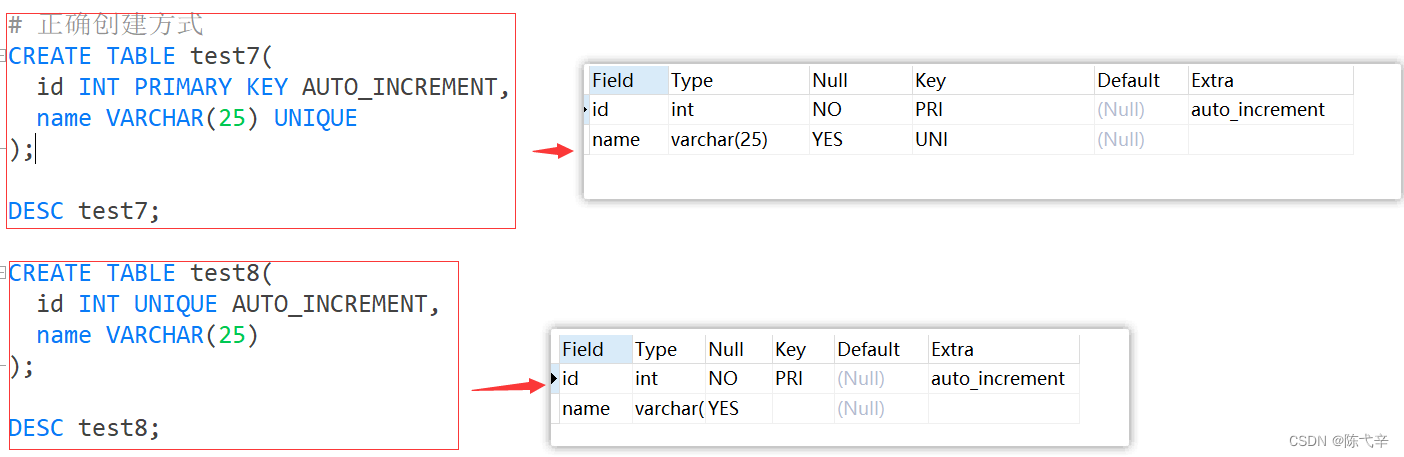 # 正确创建方式
CREATE TABLE test7(
id INT PRIMARY KEY AUTO_INCREMENT,
name VARCHAR(25) UNIQUE
);
DESC test7;
Field Type Null Key Default Extra
id int NO PRI (Null) auto_increment
name varchar(25) YES UNI (Null)
CREATE TABLE test8(
id INT UNIQUE AUTO_INCREMENT,
name VARCHAR(25)
);
DESC test8;
Field Type Null Key Default Extra
id int NO PRI (Null) auto_increment
name varchar( YES (Null)
CSDN @陈弋辛